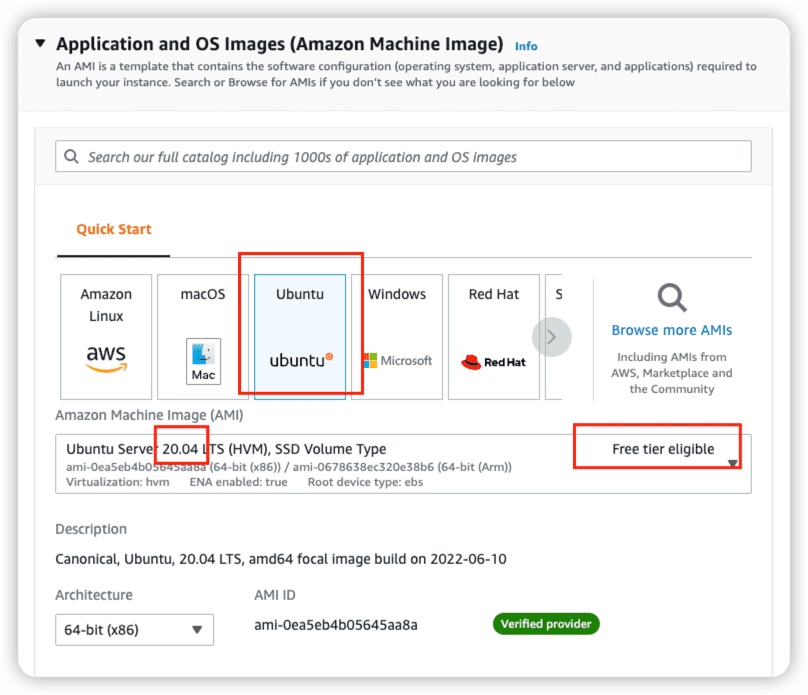 Application and OS Images (Amazon Machine Image) Info
An AMI is a template that contains the software configuration (operating system, application server, and applications) required to
launch your instance. Search or Browse for AMIs if you don't see what you are looking for below
Search our full catalog including 1000s of application and OS images
Quick Start
Amazon
Linux
aws
macOS
Mac
Ubuntu
ubuntu
Windows
Microsoft
Red Hat
Red Hat
S
Browse more AMIs
Including AMIs from
AWS, Marketplace and
the Community
Amazon Machine Image (AMI)
Ubuntu Server 20.04 LTS (HVM), SSD Volume Type
Free tier eligible
ami-0ea5eb4b05645aa8a (64-bit (x86)) / ami-0678638ec320e38b6 (64-bit (Arm))
Virtualization: hvm ENA enabled: true Root device type: ebs
Description
Canonical, Ubuntu, 20.04 LTS, amd64 focal image build on 2022-06-10
Architecture
AMI ID
64-bit (x86)
ami-0ea5eb4b05645aa8a
Verified provider